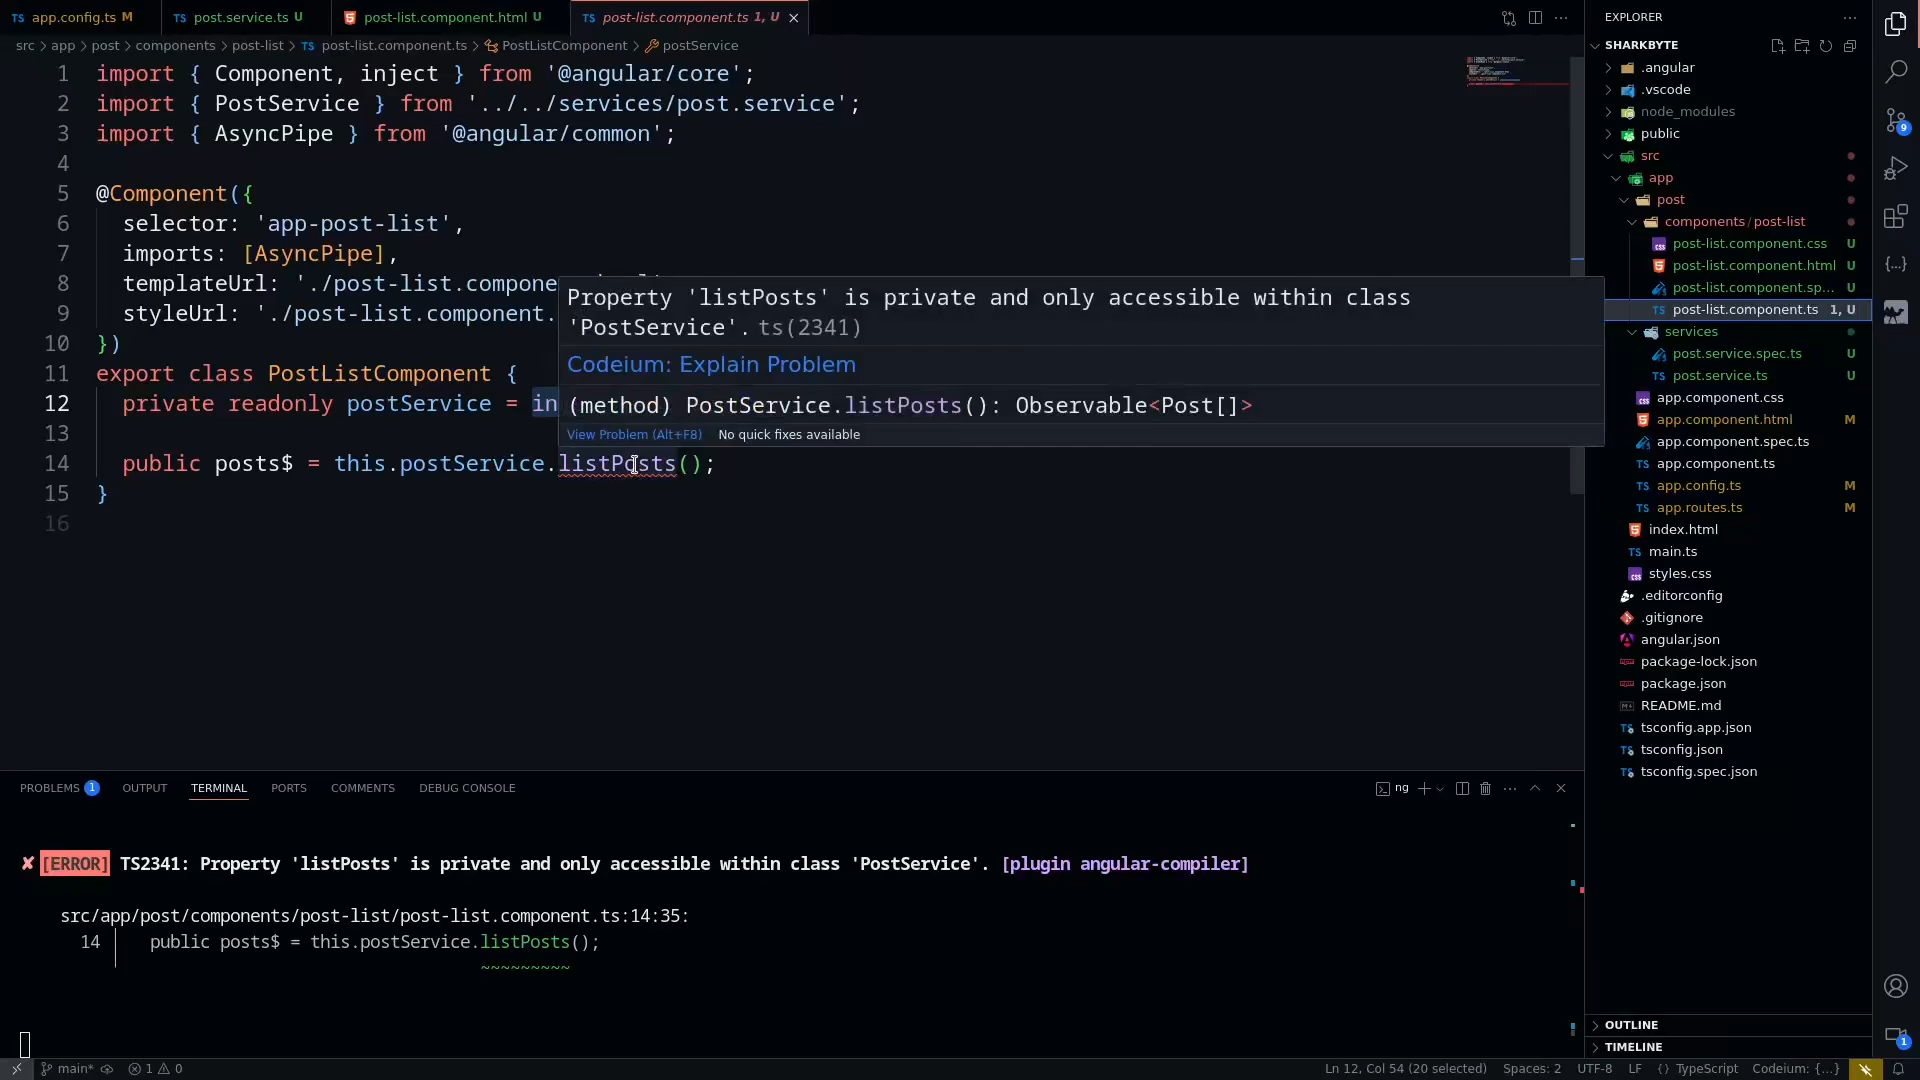 app.config.ts M
post.service.ts U
post-list.component.html U
post-list.component.ts 1, U
src > app > post > components > post-list > TS post-list.component.ts > PostListComponent > postService
1 import { Component, inject } from '@angular/core';
2 import { PostService } from '../../services/post.service';
3 import { AsyncPipe } from '@angular/common';
4
5 @Component({
6 selector: 'app-post-list',
7 imports: [AsyncPipe],
8 templateUrl: './post-list.compone
9 styleUrl: './post-list.component.
10 })
11 export class PostListComponent {
12 private readonly postService = in
13
14 public posts$ = this.postService.listPosts();
15 }
16
Property 'listPosts' is private and only accessible within class
'PostService'. ts(2341)
Codeium: Explain Problem
(method) PostService.listPosts(): Observable<Post[]>
View Problem (Alt+F8) No quick fixes available
PROBLEMS 1 OUTPUT TERMINAL PORTS COMMENTS DEBUG CONSOLE
ng
✘ [ERROR] TS2341: Property 'listPosts' is private and only accessible within class 'PostService'. [plugin angular-compiler]
src/app/post/components/post-list/post-list.component.ts:14:35:
14 │ public posts$ = this.postService.listPosts();
~~~~~~~~~
EXPLORER
SHARKBYTE
.angular
.vscode
node_modules
public
src
app
post
components/post-list
post-list.component.css U
post-list.component.html U
post-list.component.sp... U
TS post-list.component.ts 1, U
services
post.service.spec.ts U
TS post.service.ts U
app.component.css
app.component.html M
app.component.spec.ts
TS app.component.ts
TS app.config.ts M
TS app.routes.ts M
index.html
TS main.ts
styles.css
.editorconfig
.gitignore
angular.json
package-lock.json
package.json
README.md
tsconfig.app.json
tsconfig.json
tsconfig.spec.json
OUTLINE
TIMELINE
9
1
main* 1 0
Ln 12, Col 54 (20 selected) Spaces: 2 UTF-8 LF {} TypeScript Codeium: {...}